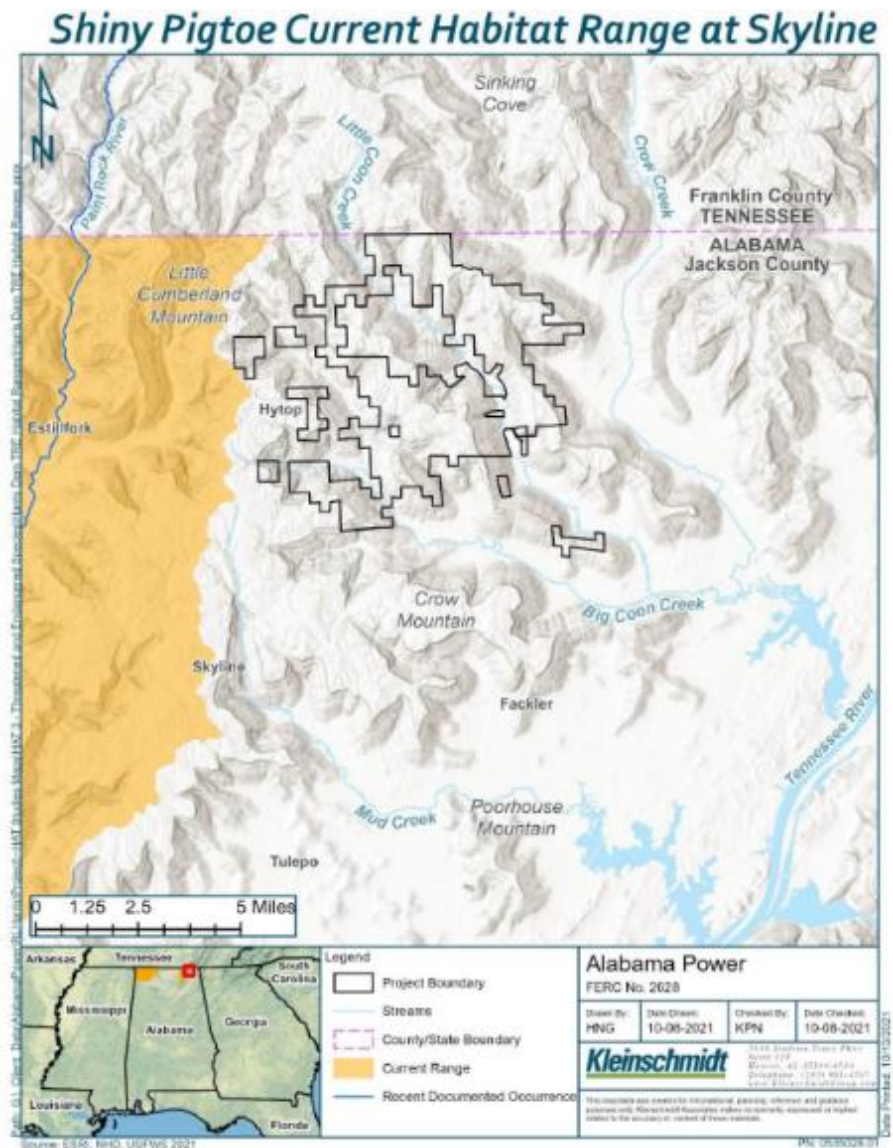 Shiny Pigtoe Current Habitat Range at Skyline
N
Sinking
Cove
Paint Rock River
Little Coon Creek
Crow Creek
Franklin County
TENNESSEE
ALABAMA
Jackson County
Little
Cumberland
Mountain
Hytop
Estillfork
Crow
Mountain
Big Coon Creek
Skyline
Fackler
Tennessee River
Mud Creek
Poorhouse
Mountain
Tulepo
0 1.25 2.5 5 Miles
Arkansas
Tennessee
South
Carolina
Mississippi
Alabama
Georgia
Louisiana
Florida
Legend
Project Boundary
Streams
County/State Boundary
Current Range
Recent Documented Occurrence
Alabama Power
FERC No. 2628
Drawn By:
HNG
Date Drawn:
10-08-2021
Checked By:
KPN
Date Checked:
10-08-2021
Kleinschmidt
Source: ESRI, NHD, USFWS 2021